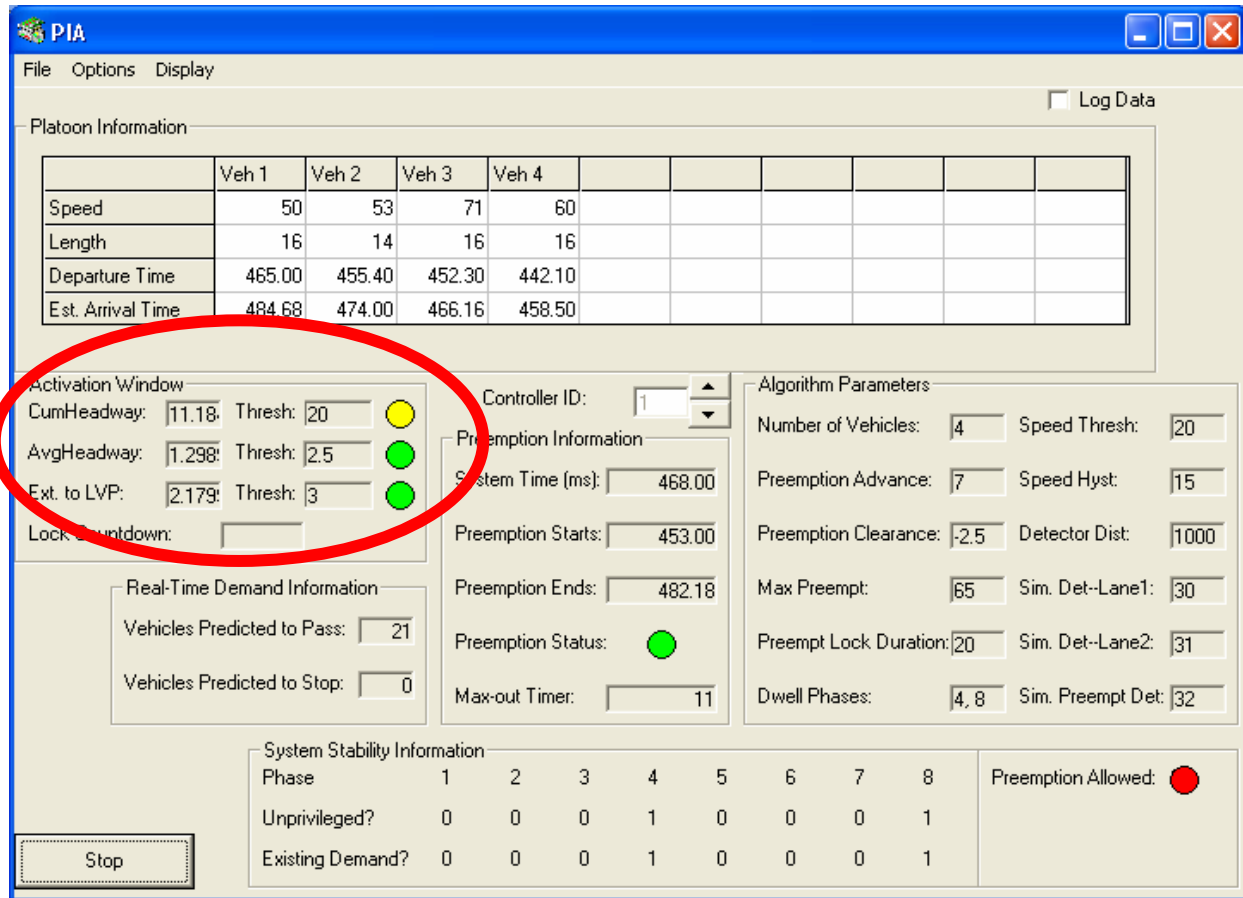 PIA
File Options Display
Log Data
Platoon Information
Veh 1 Veh 2 Veh 3 Veh 4
Speed 50 53 71 60
Length 16 14 16 16
Departure Time 465.00 455.40 452.30 442.10
Est. Arrival Time 484.68 474.00 466.16 458.50
Activation Window
CumHeadway: 11.18 Thresh: 20
AvgHeadway: 1.298 Thresh: 2.5
Ext. to LVP: 2.179 Thresh: 3
Lock Countdown:
Real-Time Demand Information
Vehicles Predicted to Pass: 21
Vehicles Predicted to Stop: 0
Controller ID: 1
Preemption Information
System Time (ms): 468.00
Preemption Starts: 453.00
Preemption Ends: 482.18
Preemption Status:
Max-out Timer: 11
Algorithm Parameters
Number of Vehicles: 4 Speed Thresh: 20
Preemption Advance: 7 Speed Hyst: 15
Preemption Clearance: -2.5 Detector Dist: 1000
Max Preempt: 65 Sim. Det--Lane1: 30
Preempt Lock Duration: 20 Sim. Det--Lane2: 31
Dwell Phases: 4, 8 Sim. Preempt Det: 32
System Stability Information
Phase 1 2 3 4 5 6 7 8
Unprivileged? 0 0 0 1 0 0 0 1
Existing Demand? 0 0 0 1 0 0 0 1
Preemption Allowed:
Stop